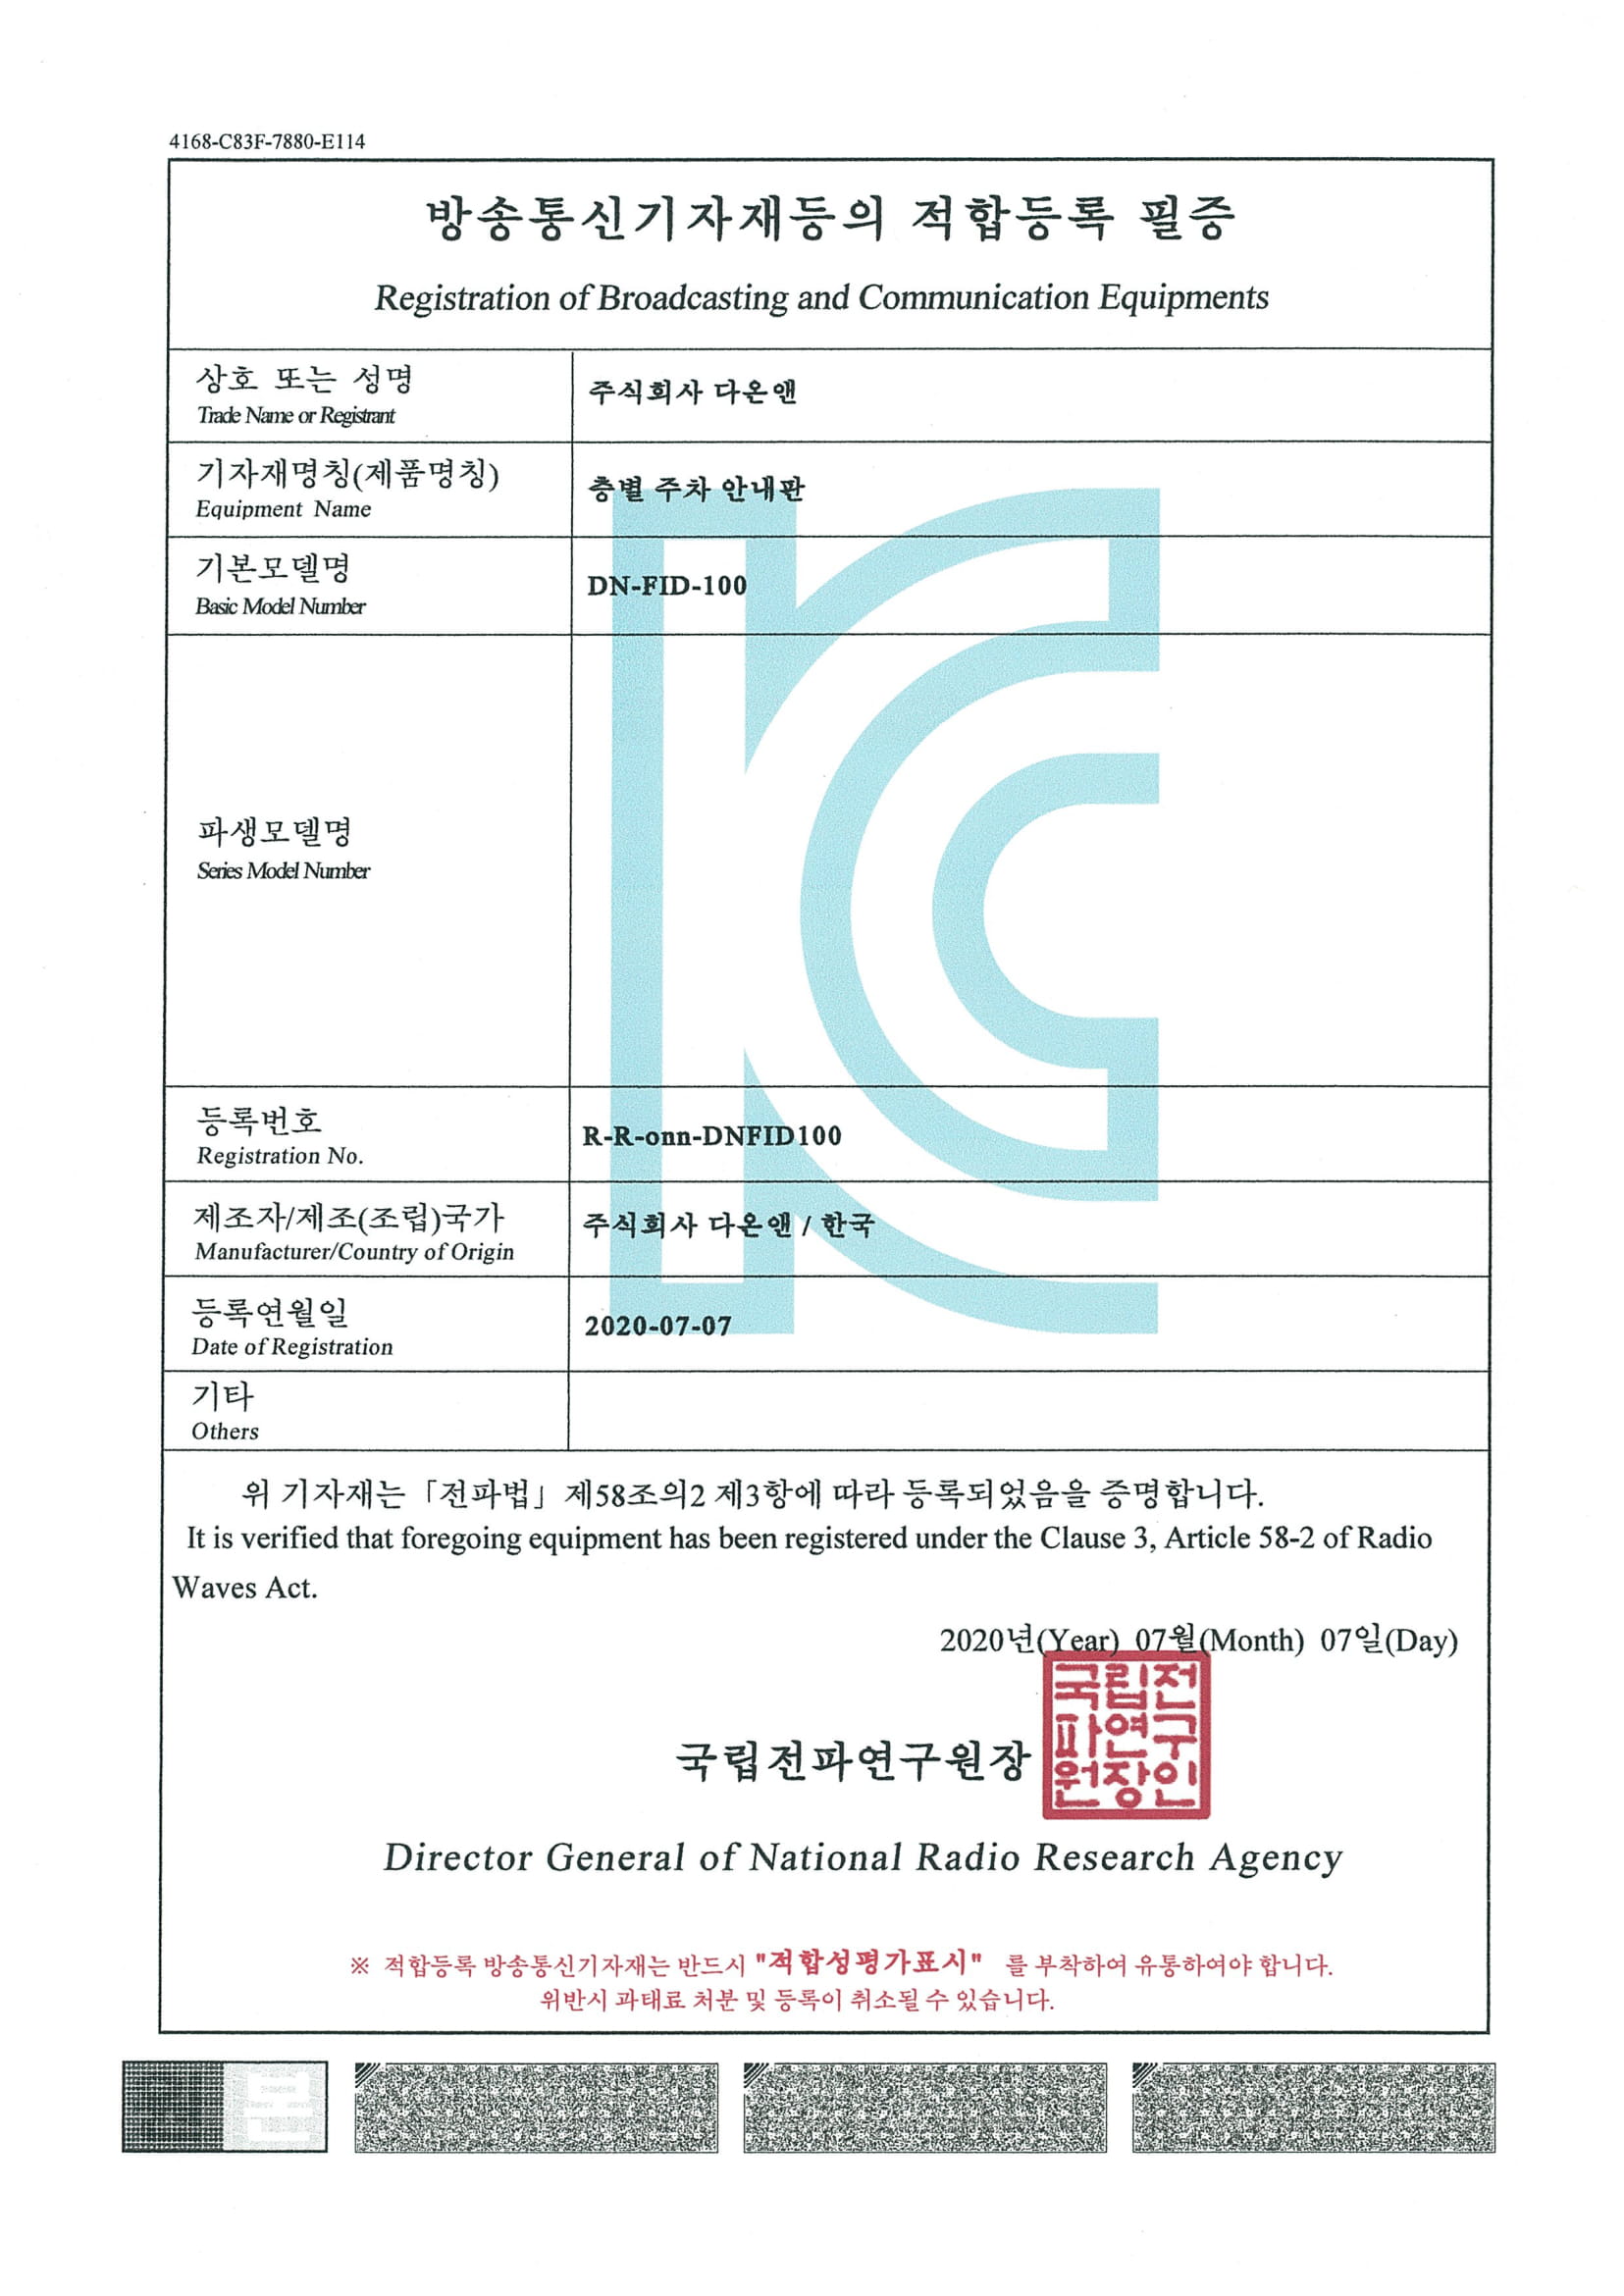 4168-C83F-7880-E114
방송통신기자재등의 적합등록 필증
Registration of Broadcasting and Communication Equipments
상호 또는 성명
Trade Name or Registrant
주식회사 다온앤
기자재명칭(제품명칭)
Equipment Name
층별 주차 안내판
기본모델명
Basic Model Number
DN-FID-100
파생모델명
Series Model Number
등록번호
Registration No.
R-R-onn-DNFID100
제조자/제조(조립)국가
Manufacturer/Country of Origin
주식회사 다온앤 / 한국
등록연월일
Date of Registration
2020-07-07
기타
Others
위 기자재는「전파법」제58조의2 제3항에 따라 등록되었음을 증명합니다.
It is verified that foregoing equipment has been registered under the Clause 3, Article 58-2 of Radio
Waves Act.
2020년(Year) 07월(Month) 07일(Day)
국립전파연구원장
국립전
파연구
원장인
Director General of National Radio Research Agency
※ 적합등록 방송통신기자재는 반드시 "적합성평가표시" 를 부착하여 유통하여야 합니다.
위반시 과태료 처분 및 등록이 취소될 수 있습니다.